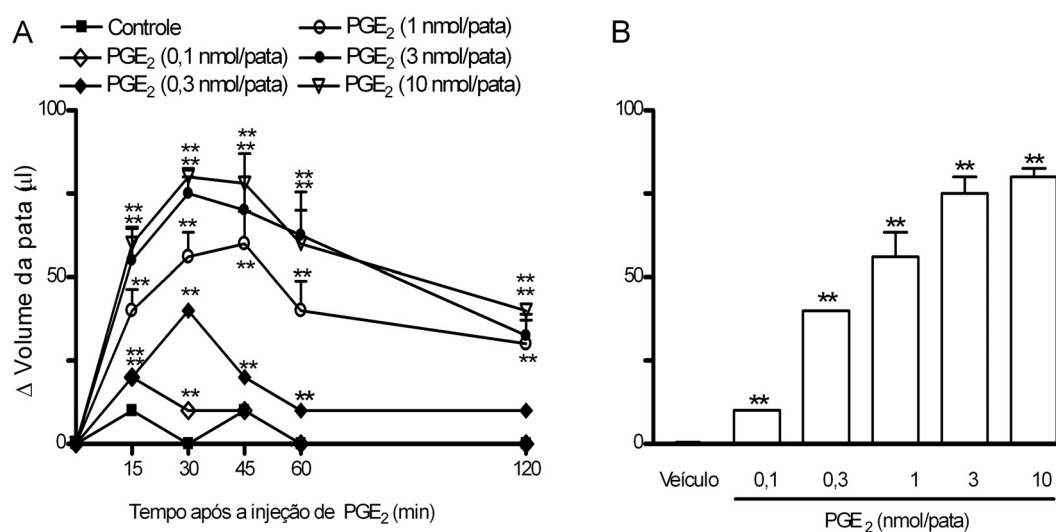 A
Controle
PGE₂ (0,1 nmol/pata)
PGE₂ (0,3 nmol/pata)
PGE₂ (1 nmol/pata)
PGE₂ (3 nmol/pata)
PGE₂ (10 nmol/pata)
Δ Volume da pata (µl)
100
50
0
** ** ** ** ** ** ** ** ** ** ** ** ** ** ** ** ** ** ** **
15 30 45 60 120
Tempo após a injeção de PGE₂ (min)
B
100
50
0
** ** ** ** **
Veículo 0,1 0,3 1 3 10
PGE₂ (nmol/pata)